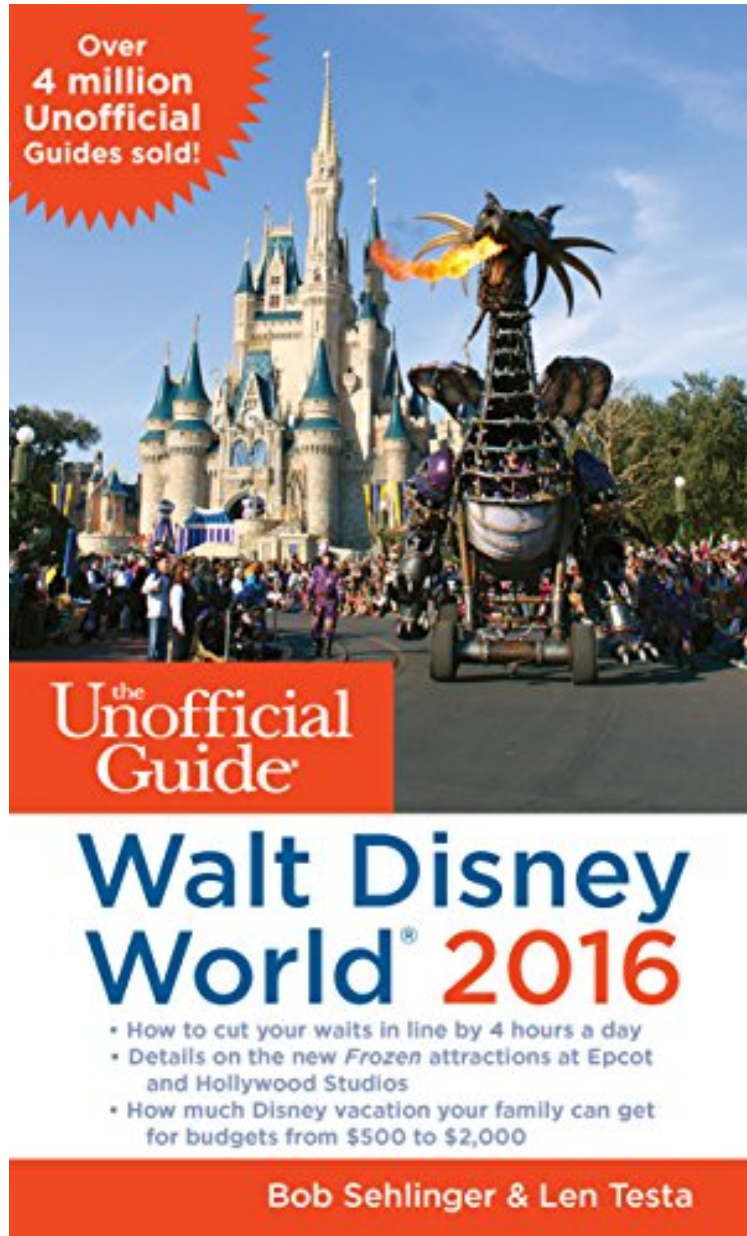 Over
4 million
Unofficial
Guides sold!
the
Unofficial
Guide®
Walt Disney
World® 2016
• How to cut your waits in line by 4 hours a day
• Details on the new Frozen attractions at Epcot
and Hollywood Studios
• How much Disney vacation your family can get
for budgets from $500 to $2,000
Bob Sehlinger & Len Testa